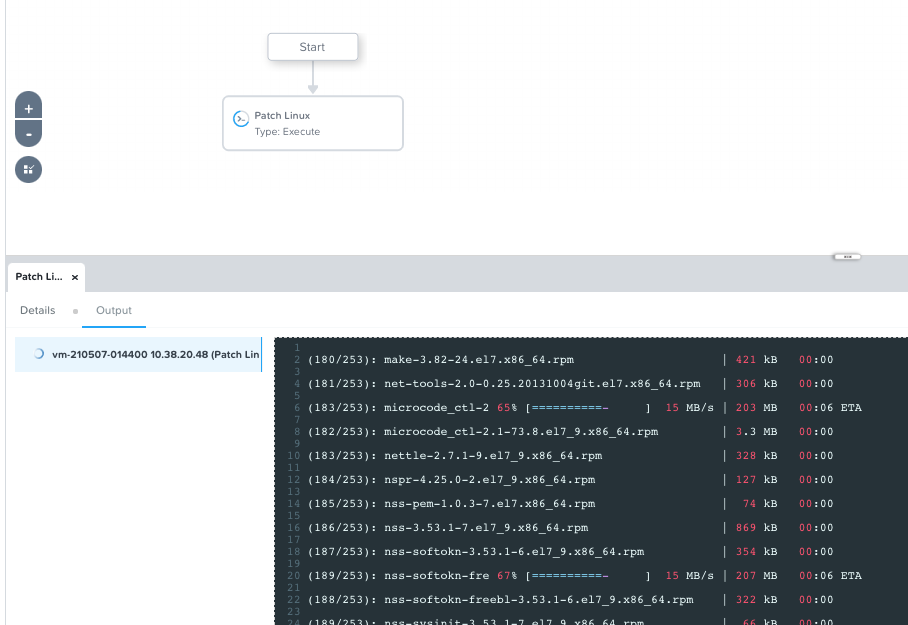 Start
Patch Linux
Type: Execute
+
-
Patch Li... ×
Details
Output
vm-210507-014400 10.38.20.48 (Patch Lin
1
2 (180/253): make-3.82-24.el7.x86_64.rpm | 421 kB 00:00
3
4 (181/253): net-tools-2.0-0.25.20131004git.el7.x86_64.rpm | 306 kB 00:00
5
6 (183/253): microcode_ctl-2 65% [==========- ] 15 MB/s | 203 MB 00:06 ETA
7
8 (182/253): microcode_ctl-2.1-73.8.el7_9.x86_64.rpm | 3.3 MB 00:00
9
10 (183/253): nettle-2.7.1-9.el7_9.x86_64.rpm | 328 kB 00:00
11
12 (184/253): nspr-4.25.0-2.el7_9.x86_64.rpm | 127 kB 00:00
13
14 (185/253): nss-pem-1.0.3-7.el7.x86_64.rpm | 74 kB 00:00
15
16 (186/253): nss-3.53.1-7.el7_9.x86_64.rpm | 869 kB 00:00
17
18 (187/253): nss-softokn-3.53.1-6.el7_9.x86_64.rpm | 354 kB 00:00
19
20 (189/253): nss-softokn-fre 67% [==========- ] 15 MB/s | 207 MB 00:06 ETA
21
22 (188/253): nss-softokn-freebl-3.53.1-6.el7_9.x86_64.rpm | 322 kB 00:00
23
24 (189/253): nss-sysinit-3.53.1-7.el7_9.x86_64.rpm | 66 kB 00:00